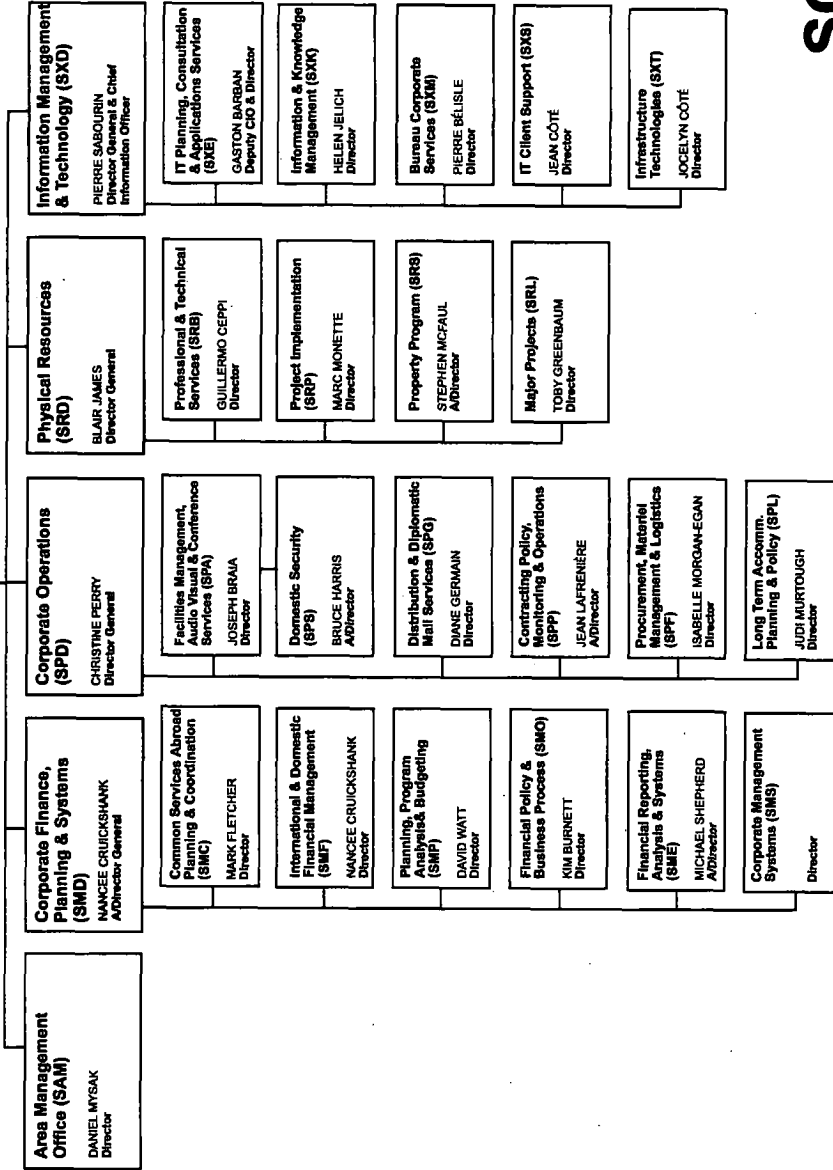 Area Management
Office (SAM)
DANIEL MYSAK
Director
Corporate Finance,
Planning & Systems
(SMD)
NANCEE CRUICKSHANK
A/Director General
Common Services Abroad
Planning & Coordination
(SMC)
MARK FLETCHER
Director
International & Domestic
Financial Management
(SMF)
NANCEE CRUICKSHANK
Director
Planning, Program
Analysis& Budgeting
(SMP)
DAVID WATT
Director
Financial Policy &
Business Process (SMO)
KIM BURNETT
Director
Financial Reporting,
Analysis & Systems
(SME)
MICHAEL SHEPHERD
A/Director
Corporate Management
Systems (SMS)
Director
Corporate Operations
(SPD)
CHRISTINE PERRY
Director General
Facilities Management,
Audio Visual & Conference
Services (SPA)
JOSEPH BRAIA
Director
Domestic Security
(SPS)
BRUCE HARRIS
A/Director
Distribution & Diplomatic
Mail Services (SPG)
DIANE GERMAIN
Director
Contracting Policy,
Monitoring & Operations
(SPP)
JEAN LAFRENIÈRE
A/Director
Procurement, Materiel
Management & Logistics
(SPF)
ISABELLE MORGAN-EGAN
Director
Long Term Accomm.
Planning & Policy (SPL)
JUDI MURTOUGH
Director
Physical Resources
(SRD)
BLAIR JAMES
Director General
Professional & Technical
Services (SRB)
GUILLERMO CEPPI
Director
Project Implementation
(SRP)
MARC MONETTE
Director
Property Program (SRS)
STEPHEN MCFAUL
A/Director
Major Projects (SRL)
TOBY GREENBAUM
Director
Information Management
& Technology (SXD)
PIERRE SABOURIN
Director General & Chief
Information Officer
IT Planning, Consultation
& Applications Services
(SXE)
GASTON BARBAN
Deputy CIO & Director
Information & Knowledge
Management (SXK)
HELEN JELICH
Director
Bureau Corporate
Services (SXM)
PIERRE BÉLISLE
Director
IT Client Support (SXS)
JEAN CÔTÉ
Director
Infrastructure
Technologies (SXT)
JOCELYN CÔTÉ
Director